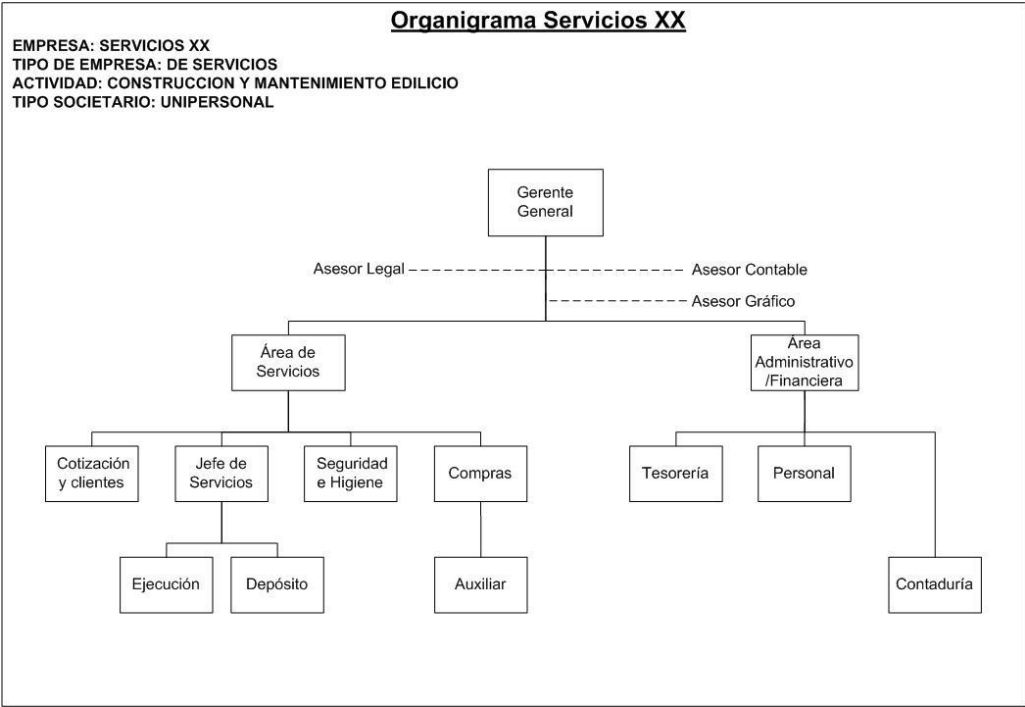 Organigrama Servicios XX
EMPRESA: SERVICIOS XX
TIPO DE EMPRESA: DE SERVICIOS
ACTIVIDAD: CONSTRUCCION Y MANTENIMIENTO EDILICIO
TIPO SOCIETARIO: UNIPERSONAL
Gerente
General
Asesor Legal
Asesor Contable
Asesor Gráfico
Área de
Servicios
Área
Administrativo
/Financiera
Cotización
y clientes
Jefe de
Servicios
Seguridad
e Higiene
Compras
Tesorería
Personal
Ejecución
Depósito
Auxiliar
Contaduría